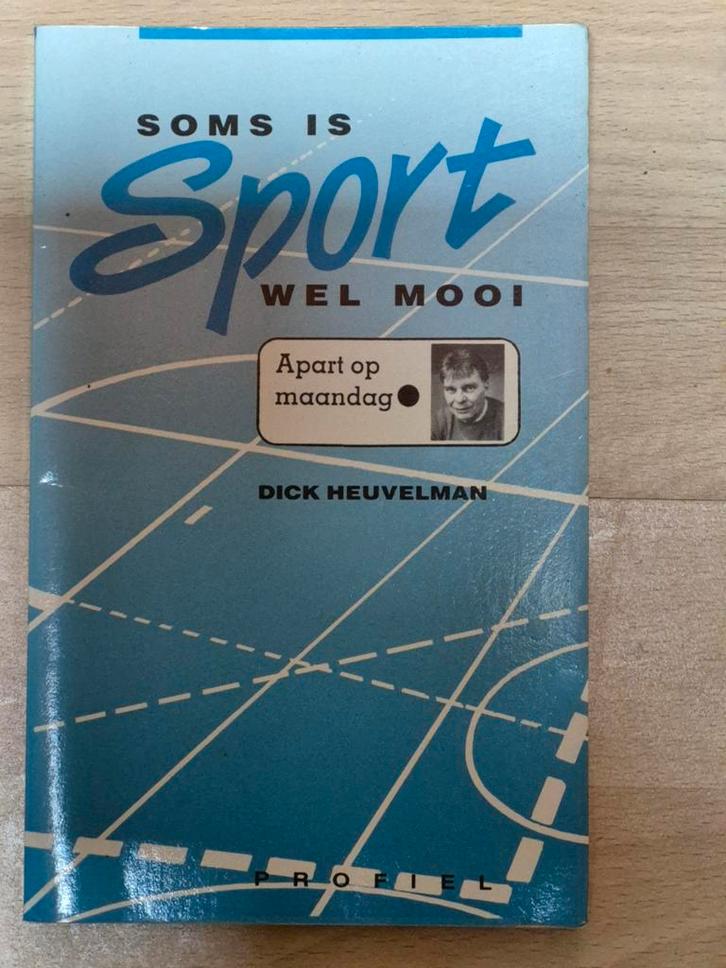 SOMS IS
Sport
WEL MOOI
Apart op
maandag
DICK HEUVELMAN
PROFIEL